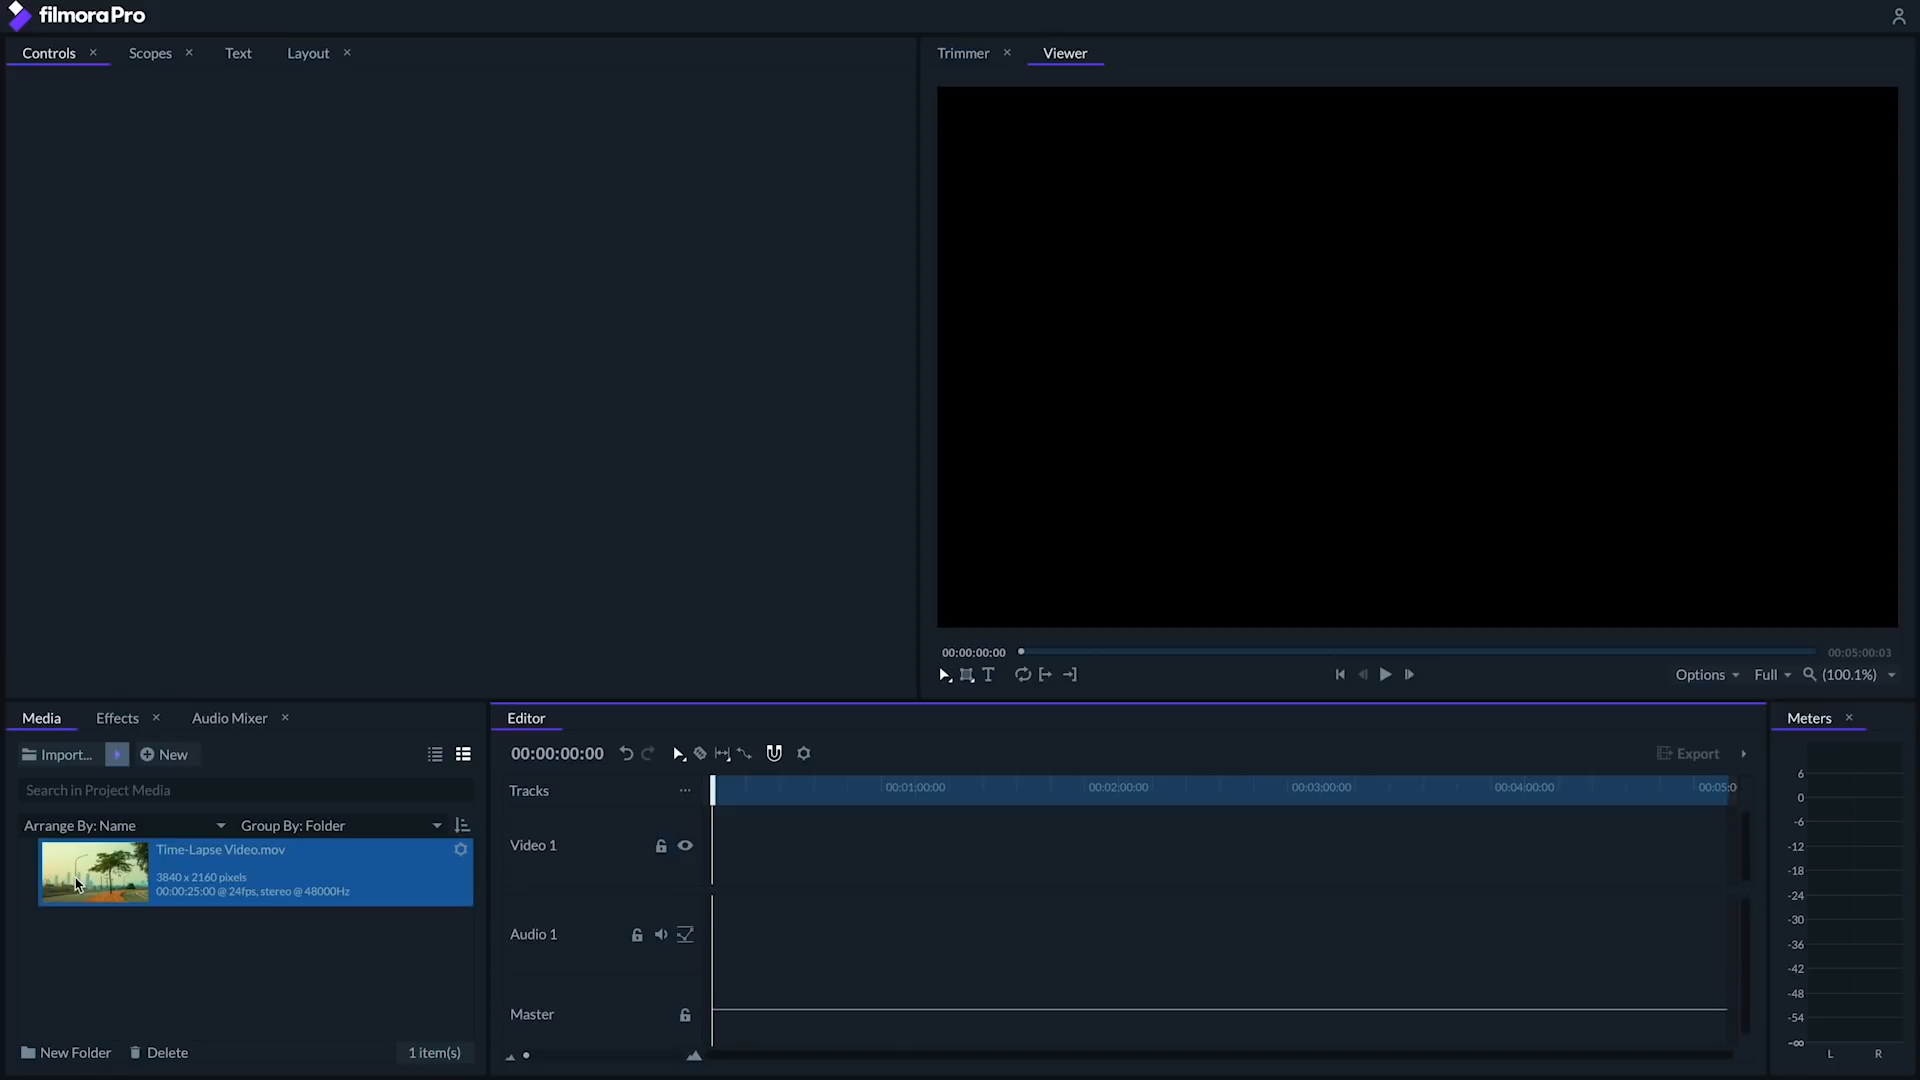 filmoraPro
Controls
Scopes
Text
Layout
Trimmer
Viewer
00:00:00:00
00:05:00:03
Options
Full
(100.1%)
Media
Effects
Audio Mixer
Import...
New
Search in Project Media
Arrange By: Name
Group By: Folder
Time-Lapse Video.mov
3840 x 2160 pixels
00:00:25:00 @ 24fps, stereo @ 48000Hz
New Folder
Delete
1 item(s)
Editor
00:00:00:00
Export
Tracks
00:01:00:00
00:02:00:00
00:03:00:00
00:04:00:00
00:05:0
Video 1
Audio 1
Master
Meters
6
0
-6
-12
-18
-24
-30
-36
-42
-48
-54
-∞
L
R